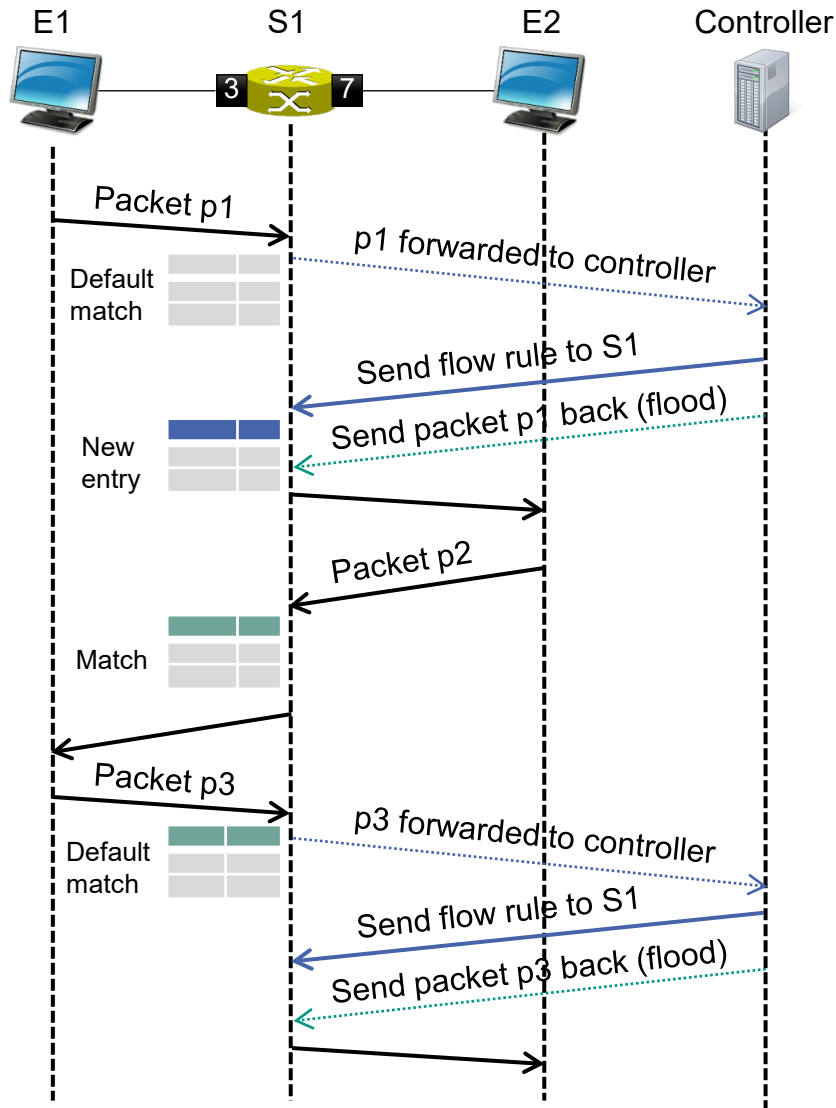 E1
S1
E2
Controller
3
7
Packet p1
p1 forwarded to controller
Default
match
Send flow rule to S1
Send packet p1 back (flood)
New
entry
Packet p2
Match
Packet p3
p3 forwarded to controller
Default
match
Send flow rule to S1
Send packet p3 back (flood)